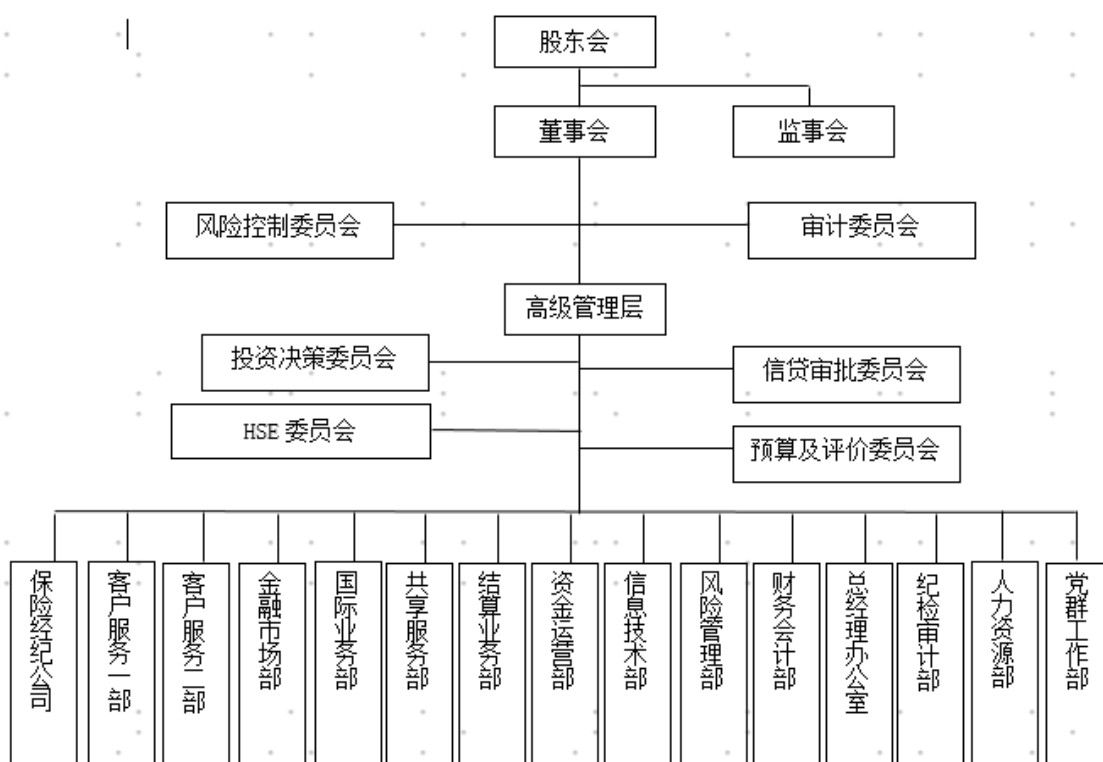 股东会
董事会
监事会
风险控制委员会
审计委员会
高级管理层
投资决策委员会
信贷审批委员会
HSE 委员会
预算及评价委员会
保险经纪公司
客户服务一部
客户服务二部
金融市场部
国际业务部
共享服务部
结算业务部
资金运营部
信息技术部
风险管理部
财务会计部
总经理办公室
纪检审计部
人力资源部
党群工作部